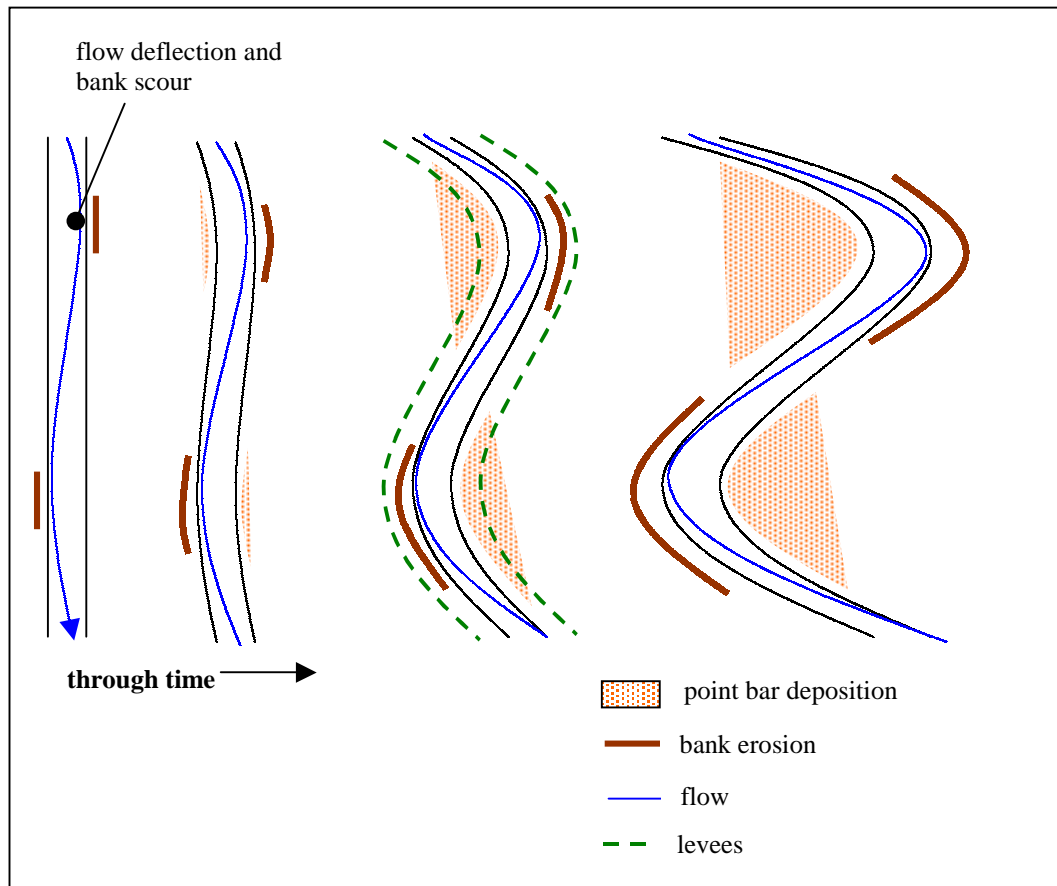 flow deflection and
bank scour
through time
point bar deposition
bank erosion
flow
levees